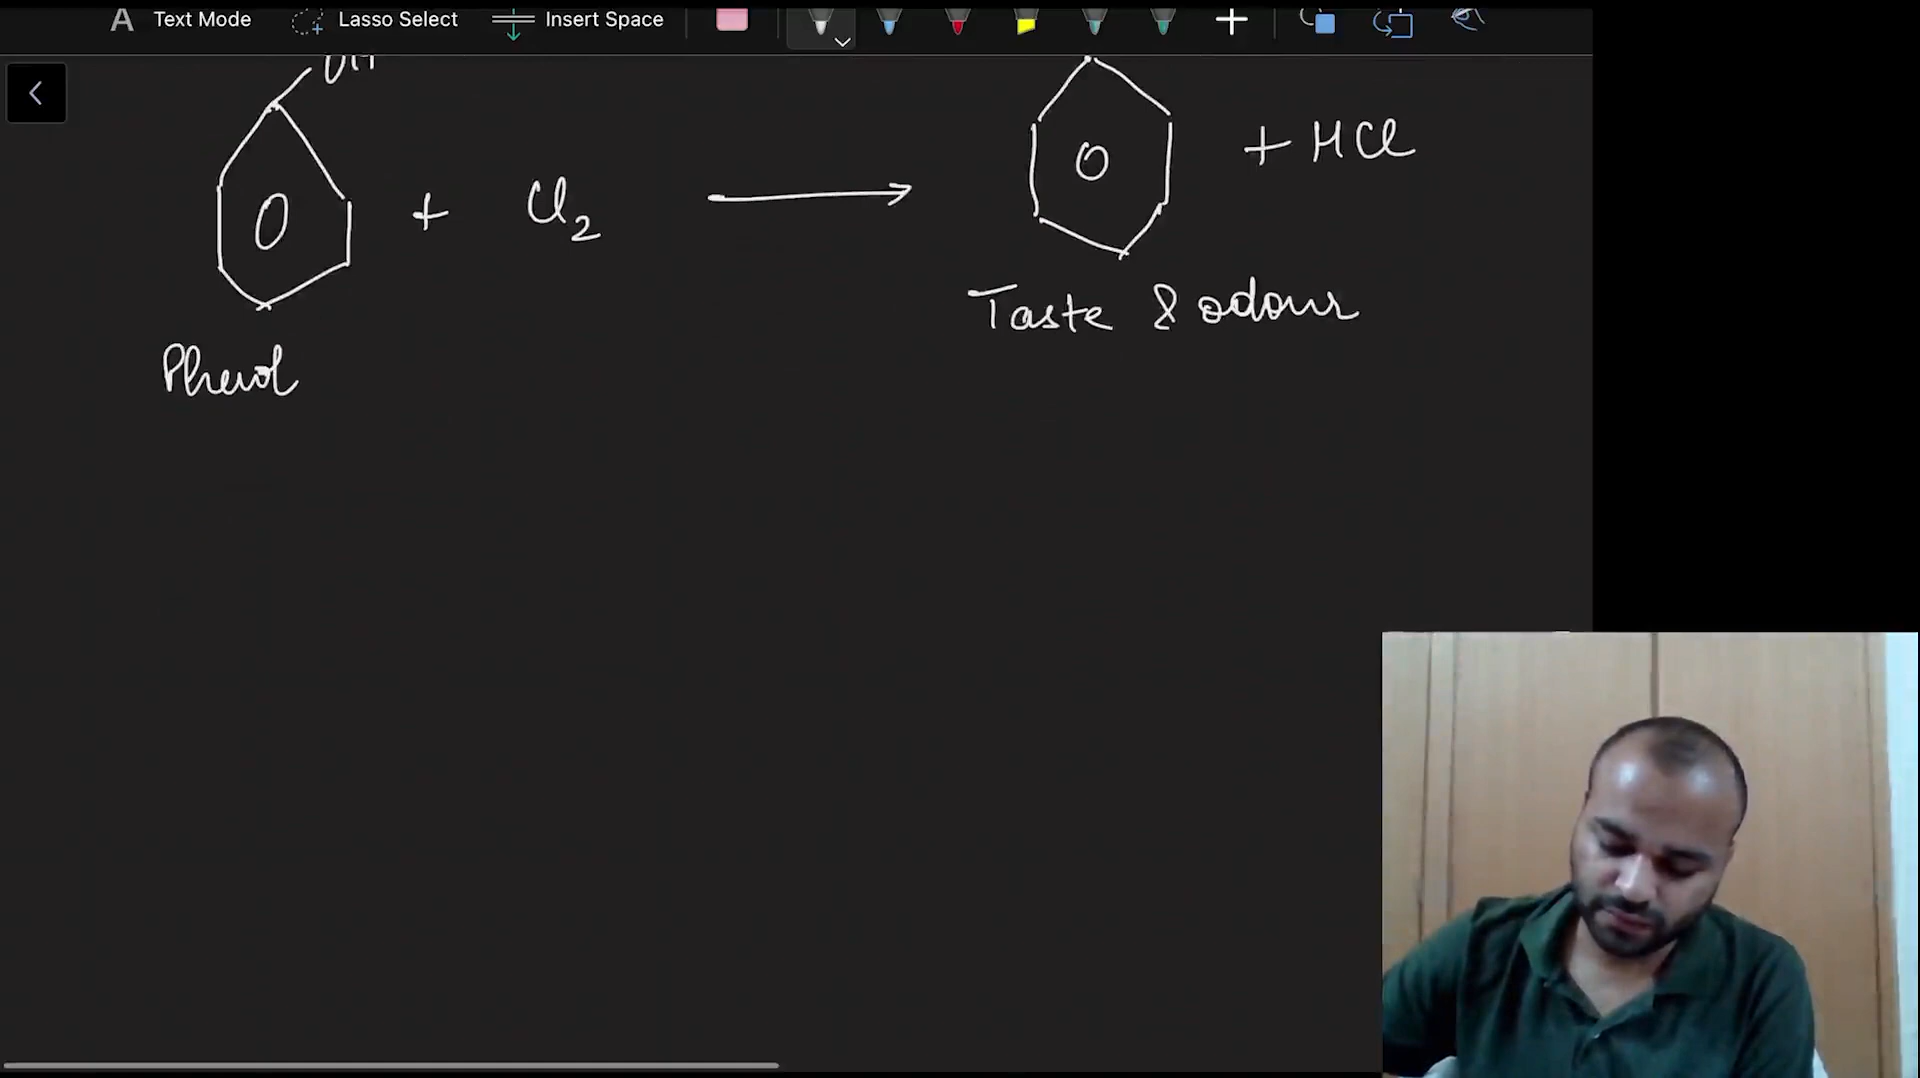 Text Mode Lasso Select Insert Space
OH
+ Cl2 + HCl
Taste & odour
Phenol